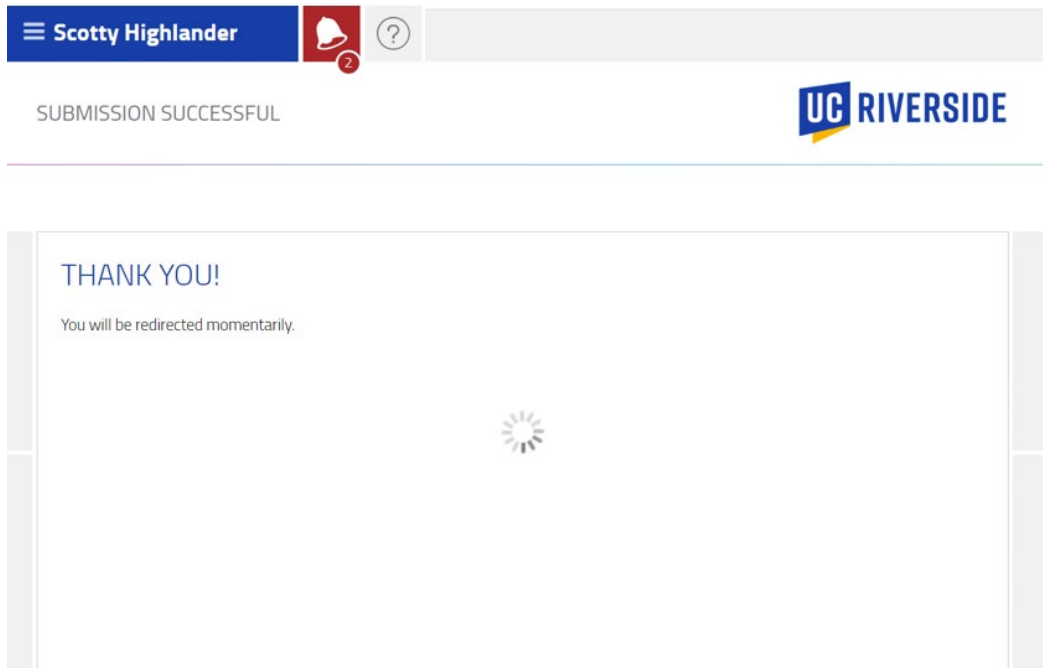 Scotty Highlander
2
?
SUBMISSION SUCCESSFUL
UC RIVERSIDE
THANK YOU!
You will be redirected momentarily.